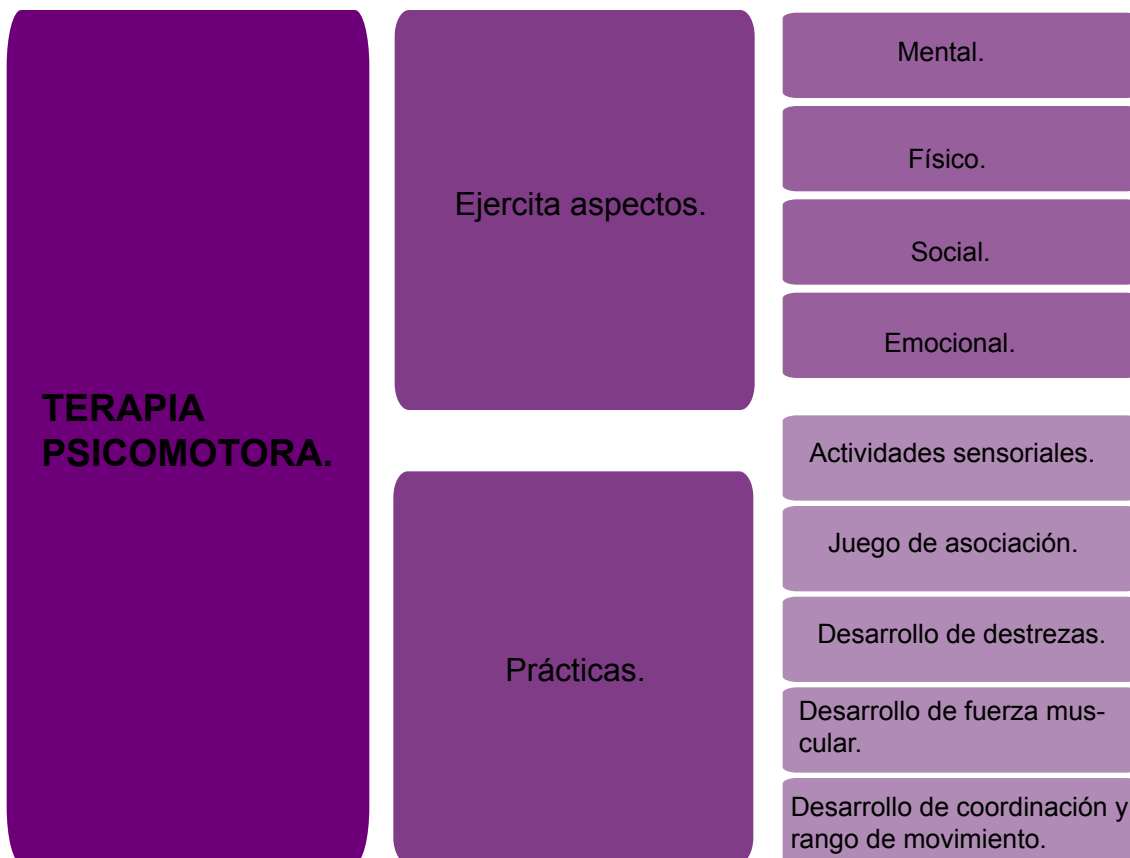 TERAPIA
PSICOMOTORA.
Ejercita aspectos.
Mental.
Físico.
Social.
Emocional.
Prácticas.
Actividades sensoriales.
Juego de asociación.
Desarrollo de destrezas.
Desarrollo de fuerza mus-
cular.
Desarrollo de coordinación y
rango de movimiento.